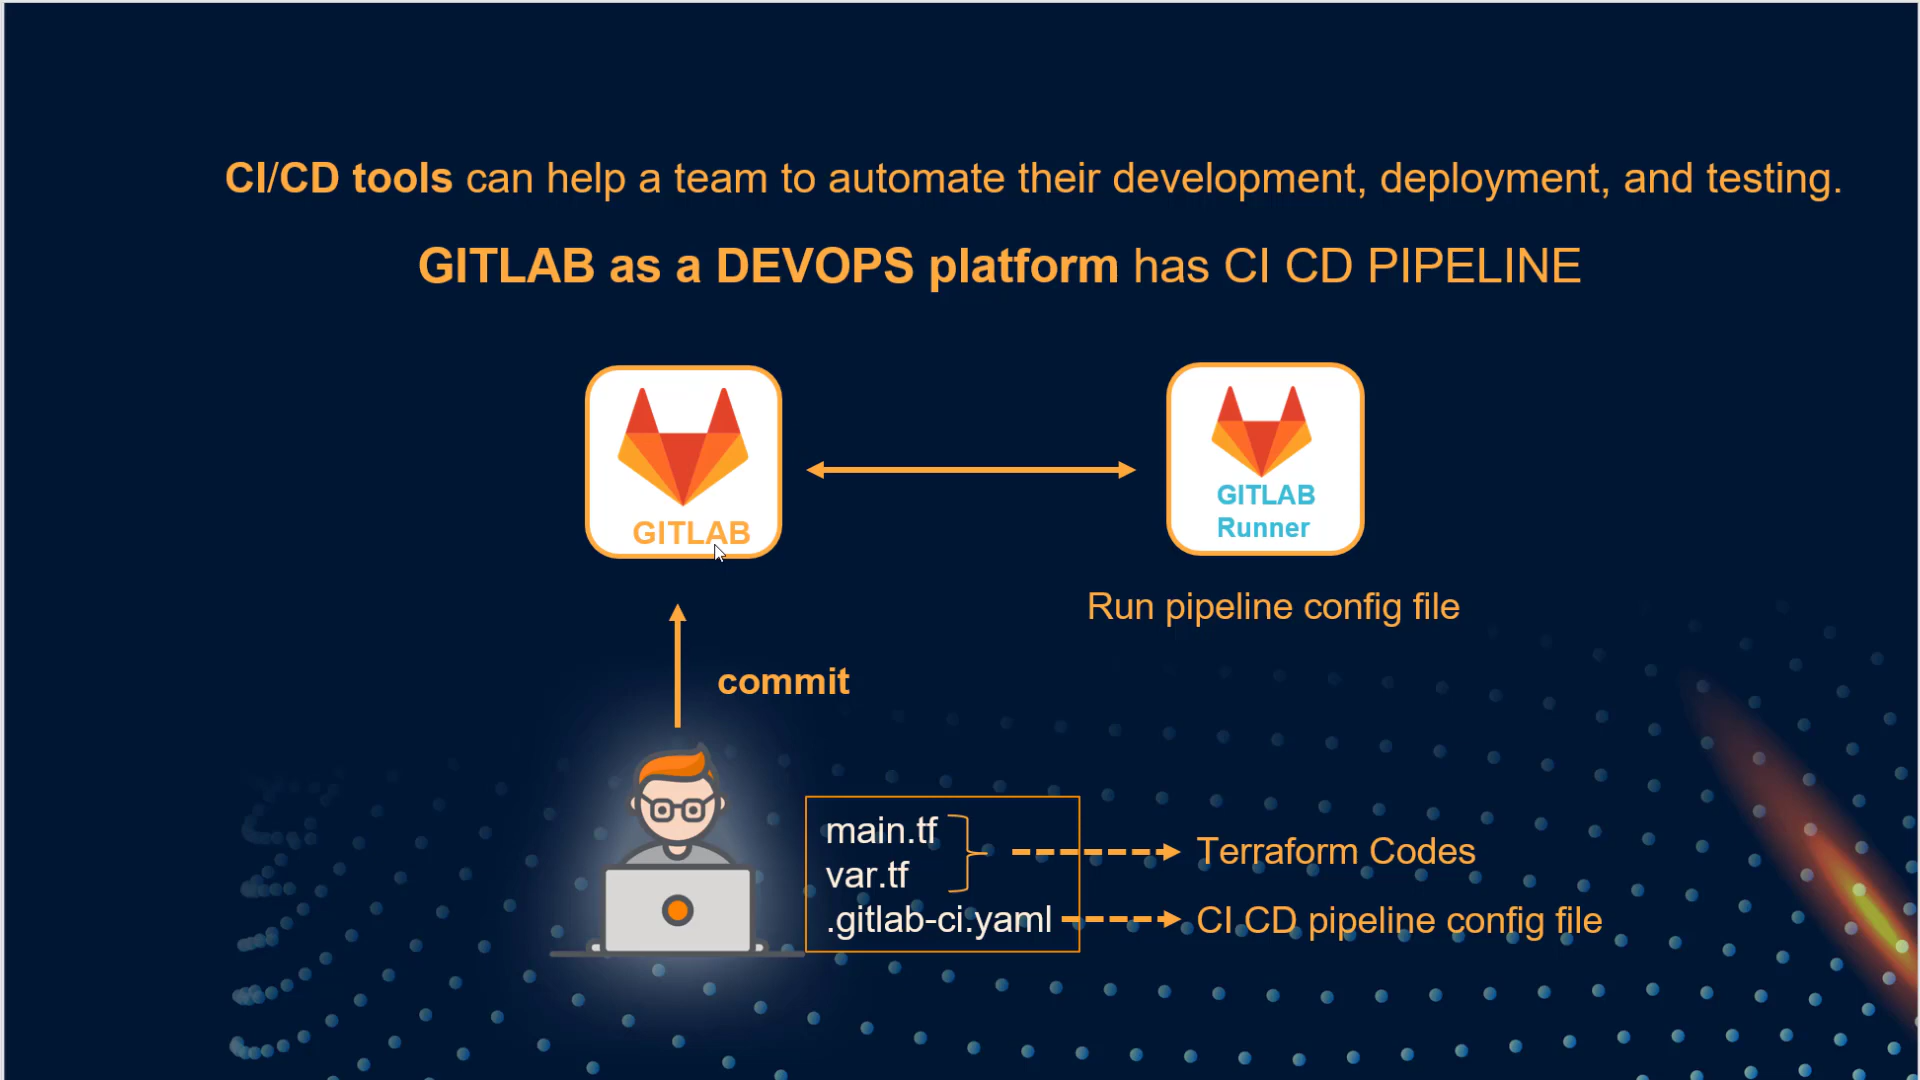 CI/CD tools can help a team to automate their development, deployment, and testing.
GITLAB as a DEVOPS platform has CI CD PIPELINE
GITLAB
GITLAB
Runner
Run pipeline config file
commit
main.tf
var.tf
Terraform Codes
.gitlab-ci.yaml
CI CD pipeline config file